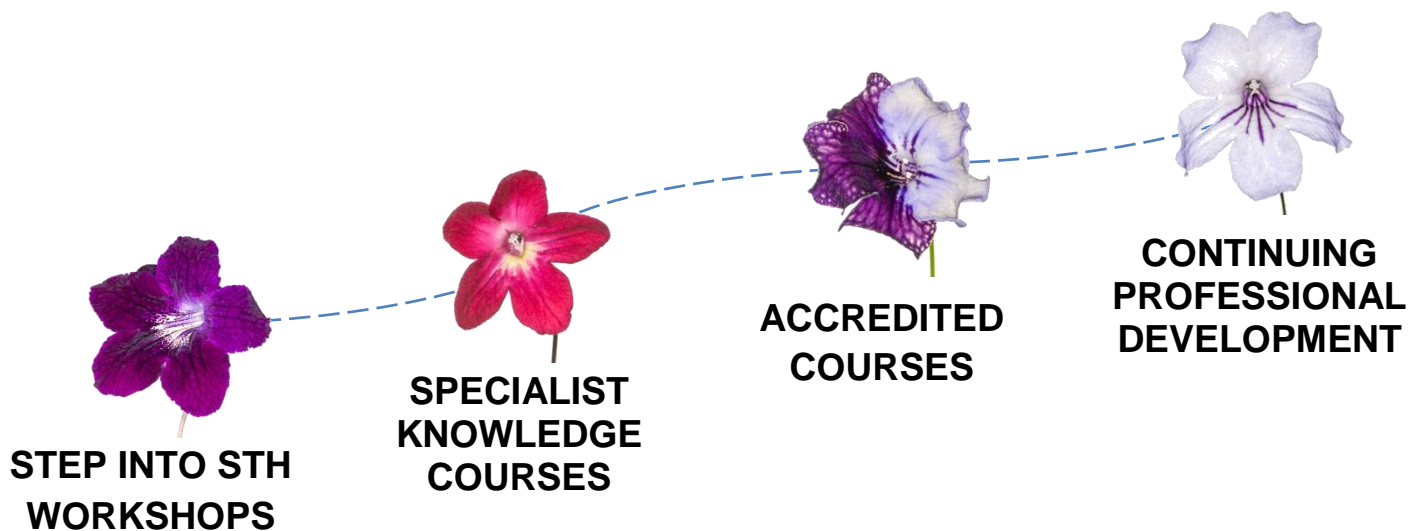 STEP INTO STH
WORKSHOPS
SPECIALIST
KNOWLEDGE
COURSES
ACCREDITED
COURSES
CONTINUING
PROFESSIONAL
DEVELOPMENT